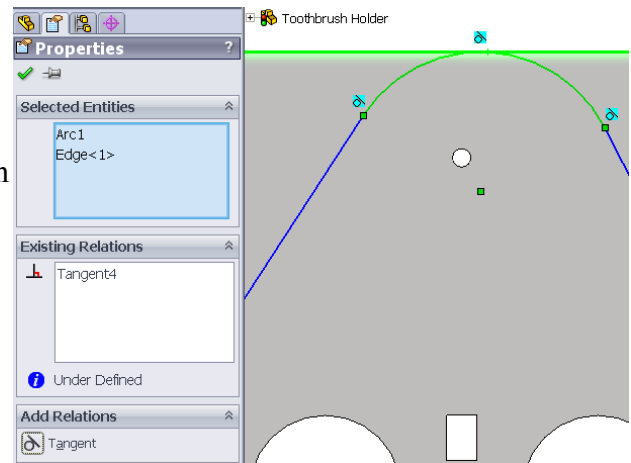 Toothbrush Holder
Properties
?
Selected Entities
Arc1
Edge<1>
n
Existing Relations
Tangent4
Under Defined
Add Relations
Tangent